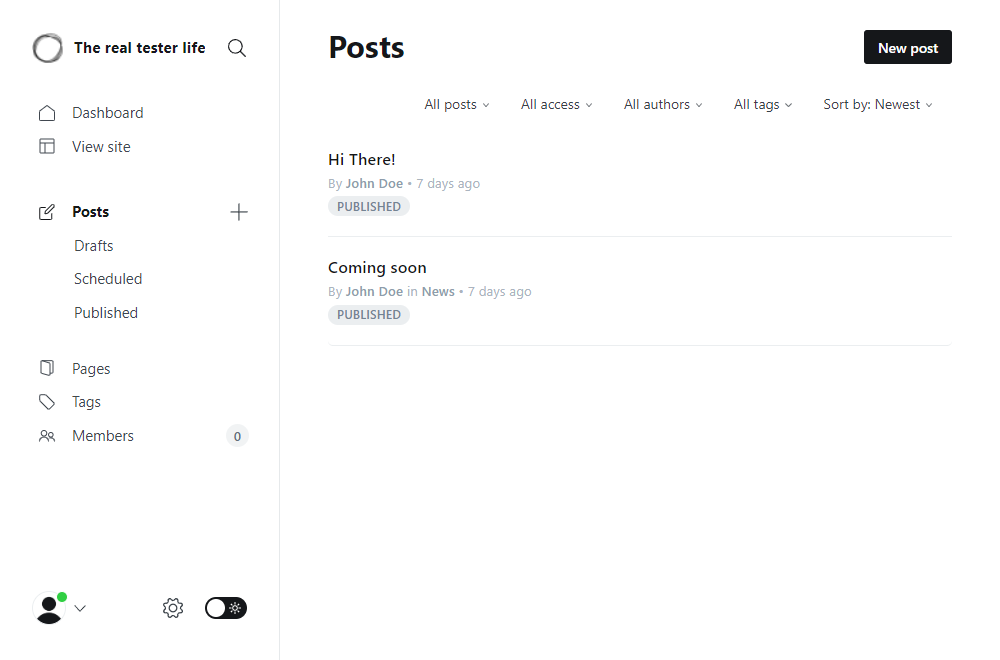 The real tester life
Dashboard
View site
Posts
Drafts
Scheduled
Published
Pages
Tags
Members 0
Posts
New post
All posts All access All authors All tags Sort by: Newest
Hi There!
By John Doe • 7 days ago
PUBLISHED
Coming soon
By John Doe in News • 7 days ago
PUBLISHED